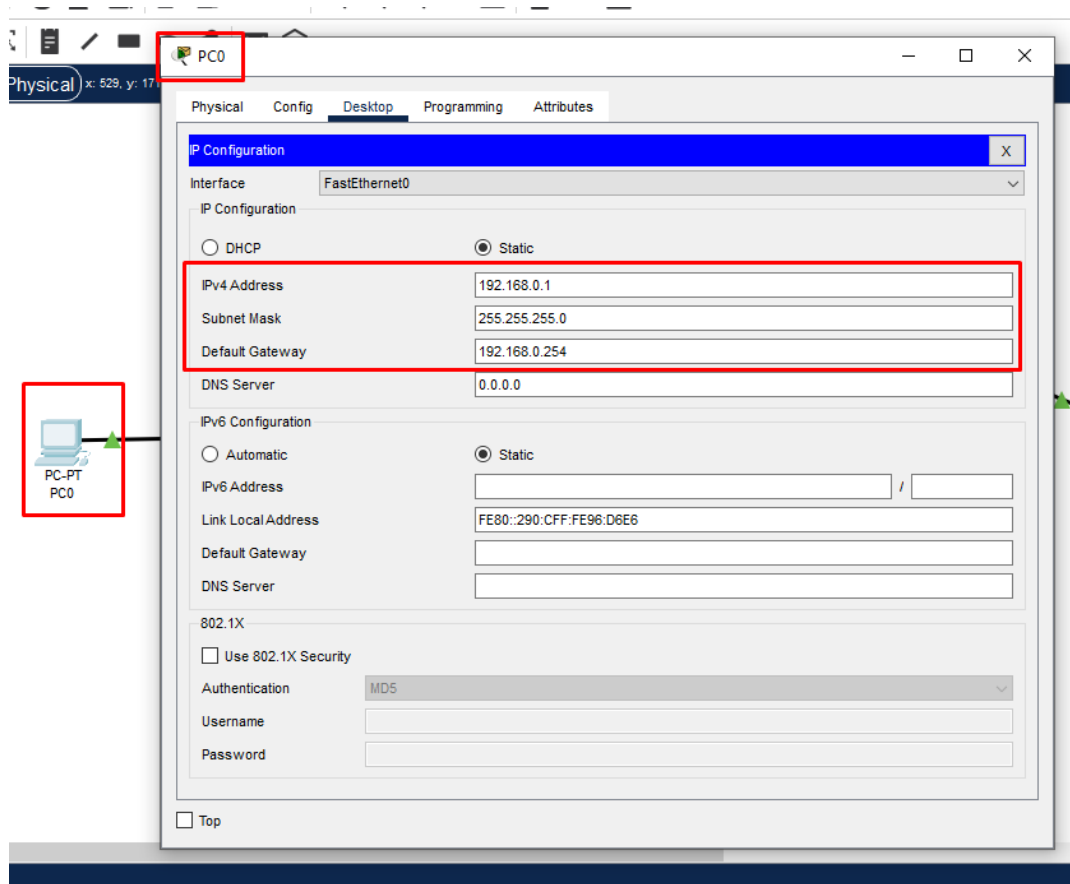 Physical x: 529, y: 171
PC0
Physical Config Desktop Programming Attributes
IP Configuration X
Interface FastEthernet0
IP Configuration
DHCP Static
IPv4 Address 192.168.0.1
Subnet Mask 255.255.255.0
Default Gateway 192.168.0.254
DNS Server 0.0.0.0
IPv6 Configuration
Automatic Static
IPv6 Address /
Link Local Address FE80::290:CFF:FE96:D6E6
Default Gateway
DNS Server
802.1X
Use 802.1X Security
Authentication MD5
Username
Password
Top
PC-PT
PC0